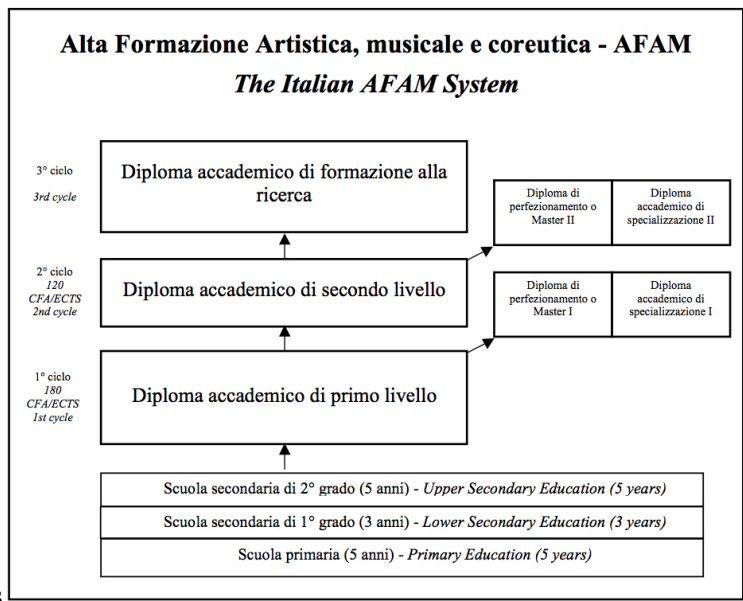 Alta Formazione Artistica, musicale e coreutica - AFAM
The Italian AFAM System
3° ciclo
3rd cycle
Diploma accademico di formazione alla
ricerca
Diploma di
perfezionamento o
Master II
Diploma
accademico di
specializzazione II
2° ciclo
120
CFA/ECTS
2nd cycle
Diploma accademico di secondo livello
Diploma di
perfezionamento o
Master I
Diploma
accademico di
specializzazione I
1° ciclo
180
CFA/ECTS
1st cycle
Diploma accademico di primo livello
Scuola secondaria di 2° grado (5 anni) - Upper Secondary Education (5 years)
Scuola secondaria di 1° grado (3 anni) - Lower Secondary Education (3 years)
Scuola primaria (5 anni) - Primary Education (5 years)